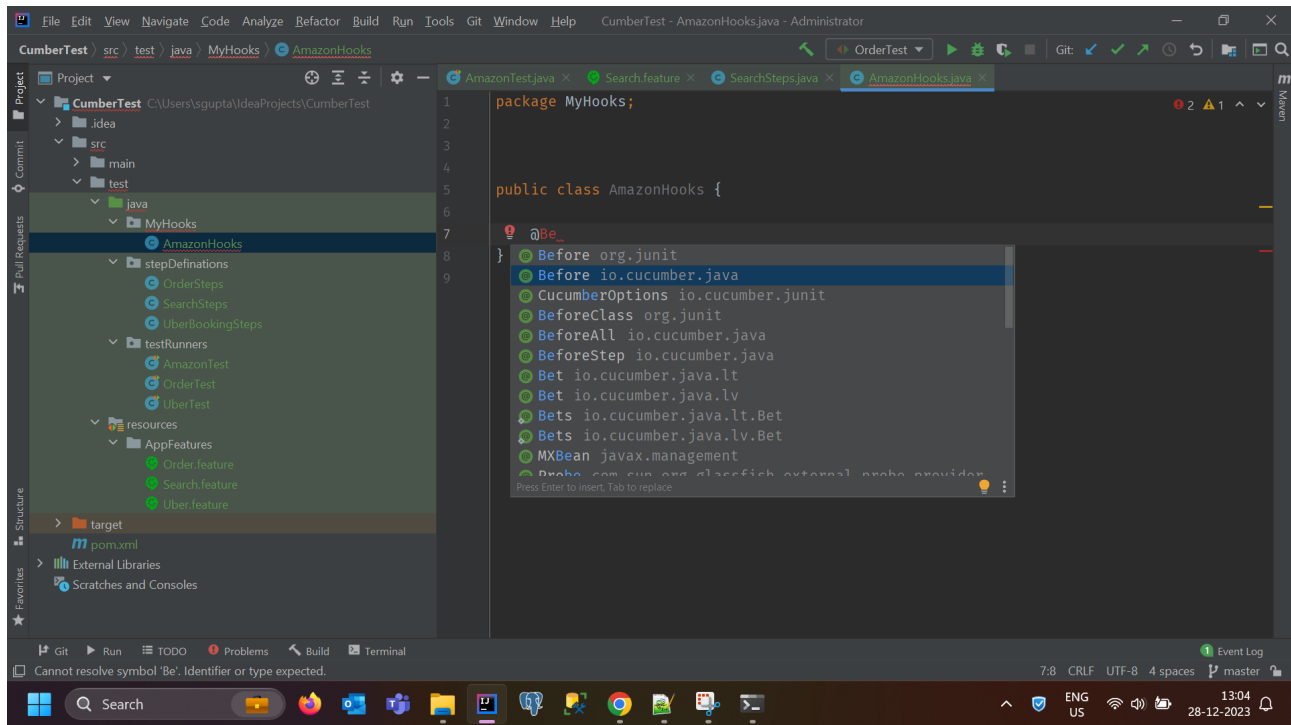 File Edit View Navigate Code Analyze Refactor Build Run Tools Git Window Help CumberTest - AmazonHooks.java - Administrator
CumberTest src test java MyHooks AmazonHooks OrderTest Git:
Project AmazonTest.java Search.feature SearchSteps.java AmazonHooks.java
Project
Commit
Pull Requests
Structure
Favorites
Maven
CumberTest C:\Users\sgupta\IdeaProjects\CumberTest
.idea
src
main
test
java
MyHooks
AmazonHooks
stepDefinations
OrderSteps
SearchSteps
UberBookingSteps
testRunners
AmazonTest
OrderTest
UberTest
resources
AppFeatures
Order.feature
Search.feature
Uber.feature
target
pom.xml
External Libraries
Scratches and Consoles
1 package MyHooks; 2 1
2
3
4
5 public class AmazonHooks {
6
7 @Be
8 }
9
Before org.junit
Before io.cucumber.java
CucumberOptions io.cucumber.junit
BeforeClass org.junit
BeforeAll io.cucumber.java
BeforeStep io.cucumber.java
Bet io.cucumber.java.lt
Bet io.cucumber.java.lv
Bets io.cucumber.java.lt.Bet
Bets io.cucumber.java.lv.Bet
MXBean javax.management
Probe com.sun.org.glassfish.external.probe.provider
Press Enter to insert, Tab to replace
Git Run TODO Problems Build Terminal 1 Event Log
Cannot resolve symbol 'Be'. Identifier or type expected. 7:8 CRLF UTF-8 4 spaces master
Search ENG 13:04
US 28-12-2023